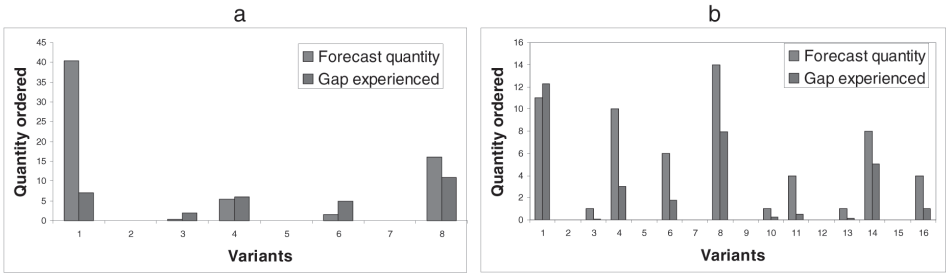 a
45
40
35
30
25
20
15
10
5
0
Quantity ordered
Forecast quantity
Gap experienced
1 2 3 4 5 6 7 8
Variants
b
16
14
12
10
8
6
4
2
0
Quantity ordered
Forecast quantity
Gap experienced
1 2 3 4 5 6 7 8 9 10 11 12 13 14 15 16
Variants